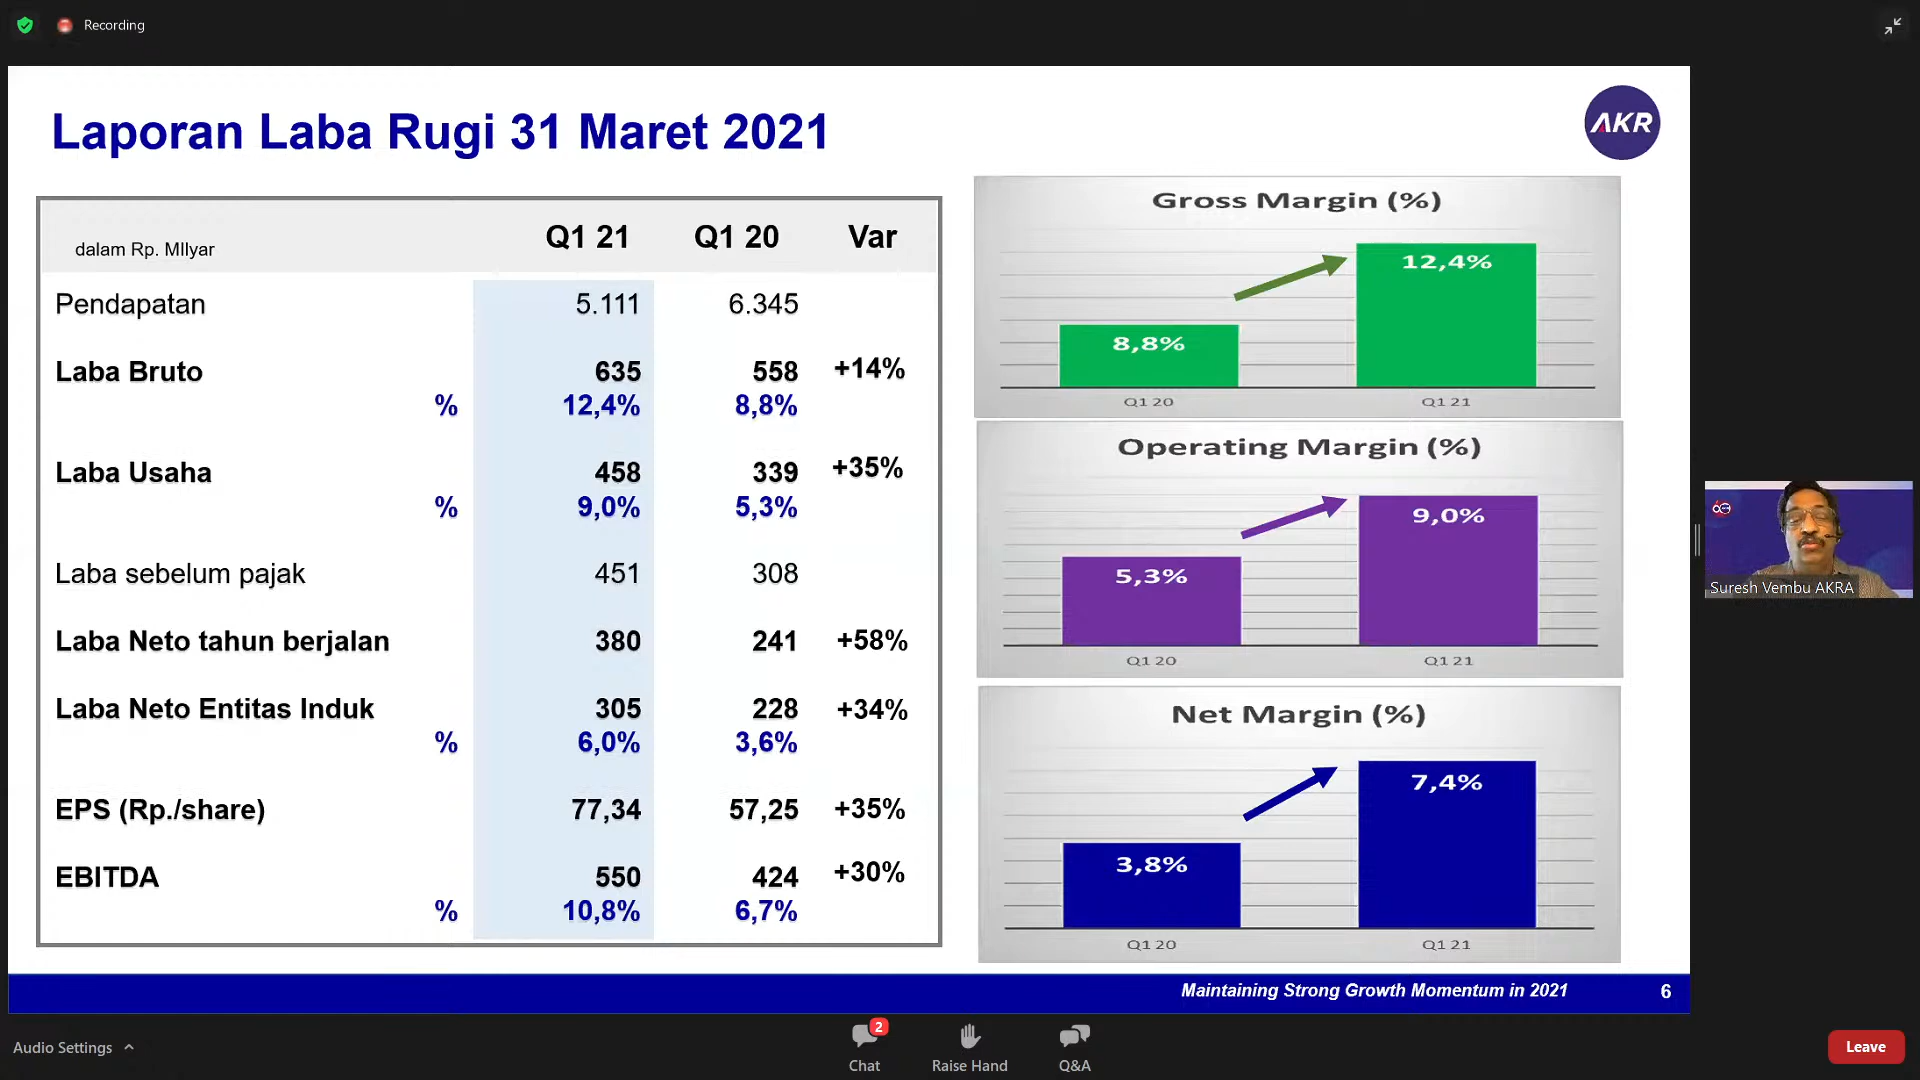 Recording
Laporan Laba Rugi 31 Maret 2021
AKR
dalam Rp. MIlyar Q1 21 Q1 20 Var
Pendapatan 5.111 6.345
Laba Bruto 635 558 +14%
% 12,4% 8,8%
Laba Usaha 458 339 +35%
% 9,0% 5,3%
Laba sebelum pajak 451 308
Laba Neto tahun berjalan 380 241 +58%
Laba Neto Entitas Induk 305 228 +34%
% 6,0% 3,6%
EPS (Rp./share) 77,34 57,25 +35%
EBITDA 550 424 +30%
% 10,8% 6,7%
Gross Margin (%)
12,4%
8,8%
Q1 20 Q1 21
Operating Margin (%)
9,0%
5,3%
Q1 20 Q1 21
Net Margin (%)
7,4%
3,8%
Q1 20 Q1 21
Suresh Vembu AKRA
Maintaining Strong Growth Momentum in 2021 6
Audio Settings
2
Chat Raise Hand Q&A
Leave